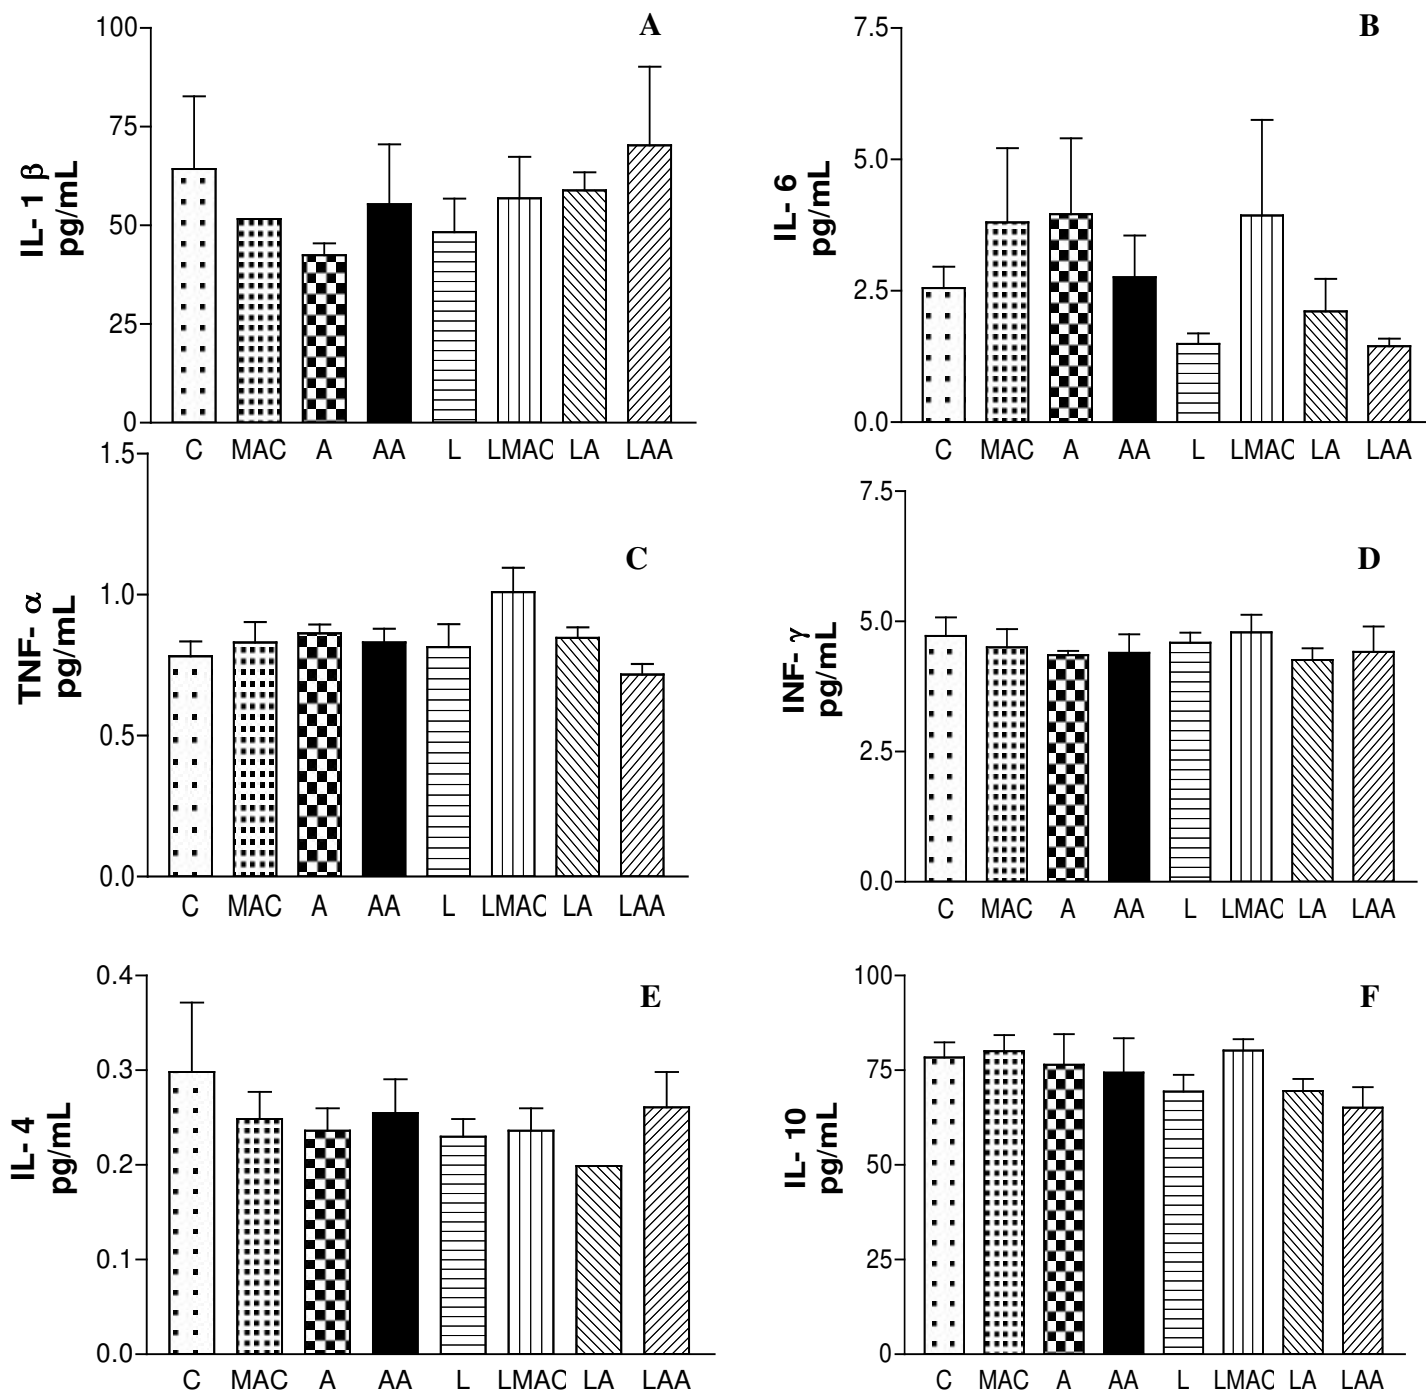 A
100
75
50
25
0
IL- 1 β
pg/mL
C MAC A AA L LMAC LA LAA
B
7.5
5.0
2.5
0.0
IL- 6
pg/mL
C MAC A AA L LMAC LA LAA
C
1.5
1.0
0.5
0.0
TNF- α
pg/mL
C MAC A AA L LMAC LA LAA
D
7.5
5.0
2.5
0.0
INF- γ
pg/mL
C MAC A AA L LMAC LA LAA
E
0.4
0.3
0.2
0.1
0.0
IL- 4
pg/mL
C MAC A AA L LMAC LA LAA
F
100
75
50
25
0
IL- 10
pg/mL
C MAC A AA L LMAC LA LAA